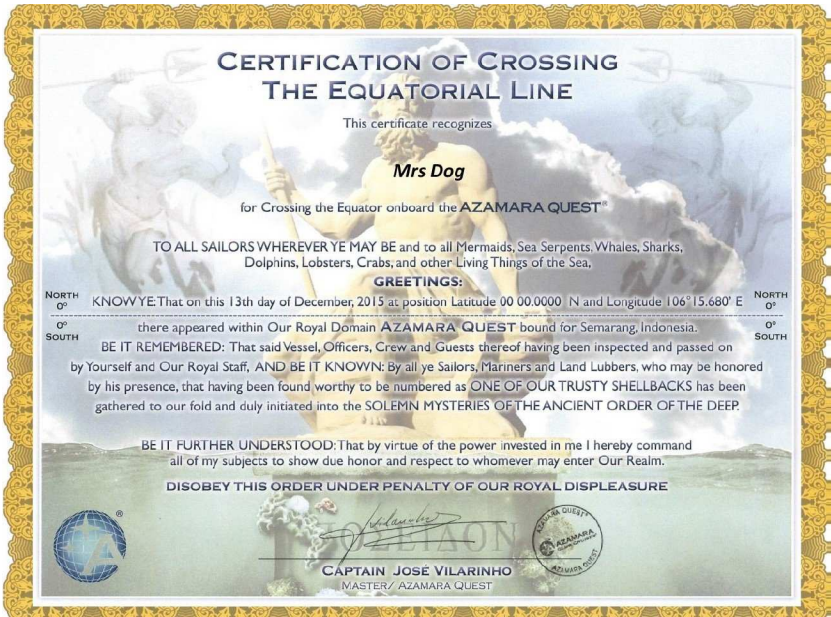 CERTIFICATION OF CROSSING
THE EQUATORIAL LINE
This certificate recognizes
Mrs Dog
for Crossing the Equator onboard the AZAMARA QUEST®
TO ALL SAILORS WHEREVER YE MAY BE and to all Mermaids, Sea Serpents, Whales, Sharks,
Dolphins, Lobsters, Crabs, and other Living Things of the Sea,
GREETINGS:
NORTH
0°
KNOW YE: That on this 13th day of December, 2015 at position Latitude 00 00.0000 N and Longitude 106°15.680' E
NORTH
0°
0°
SOUTH
there appeared within Our Royal Domain AZAMARA QUEST bound for Semarang, Indonesia.
0°
SOUTH
BE IT REMEMBERED: That said Vessel, Officers, Crew and Guests thereof having been inspected and passed on
by Yourself and Our Royal Staff, AND BE IT KNOWN: By all ye Sailors, Mariners and Land Lubbers, who may be honored
by his presence, that having been found worthy to be numbered as ONE OF OUR TRUSTY SHELLBACKS has been
gathered to our fold and duly initiated into the SOLEMN MYSTERIES OF THE ANCIENT ORDER OF THE DEEP.
BE IT FURTHER UNDERSTOOD: That by virtue of the power invested in me I hereby command
all of my subjects to show due honor and respect to whomever may enter Our Realm.
DISOBEY THIS ORDER UNDER PENALTY OF OUR ROYAL DISPLEASURE
®
ΠΟΣΕΙΔΟΝ
AZAMARA QUEST
AZAMARA
AZAMARA QUEST
CAPTAIN JOSÉ VILARINHO
MASTER/ AZAMARA QUEST